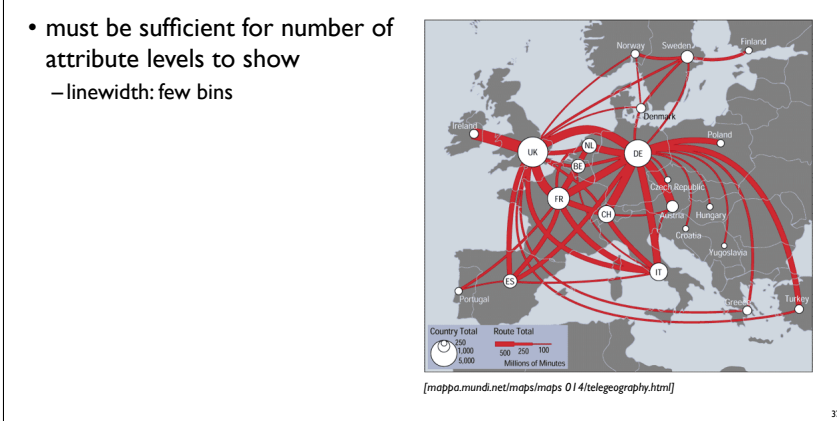 • must be sufficient for number of
attribute levels to show
–linewidth: few bins
Norway
Sweden
Finland
Denmark
Ireland
UK
NL
DE
Poland
BE
Czech Republic
FR
CH
Austria
Hungary
Croatia
Yugoslavia
IT
ES
Portugal
Greece
Turkey
Country Total
Route Total
250
1,000
5,000
500 250 100
Millions of Minutes
[mappa.mundi.net/maps/maps 014/telegeography.html]